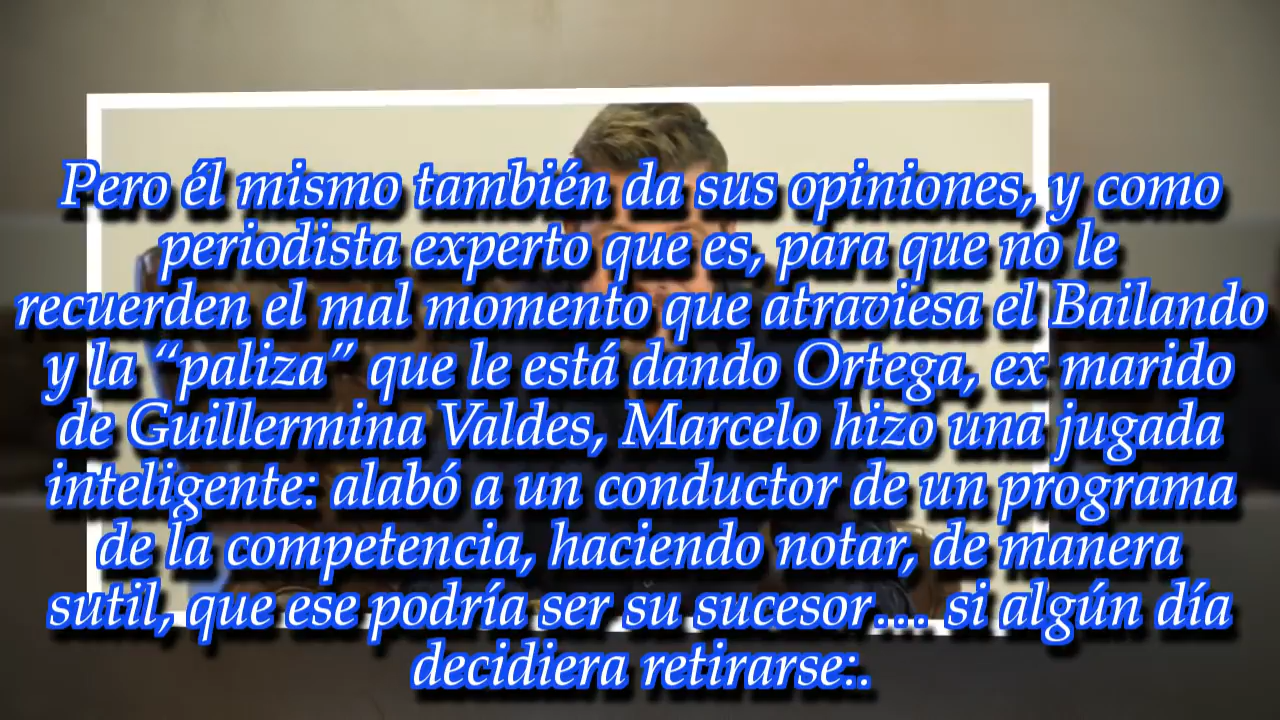 Pero él mismo también da sus opiniones, y como
periodista experto que es, para que no le
recuerden el mal momento que atraviesa el Bailando
y la “paliza” que le está dando Ortega, ex marido
de Guillermina Valdes, Marcelo hizo una jugada
inteligente: alabó a un conductor de un programa
de la competencia, haciendo notar, de manera
sutil, que ese podría ser su sucesor… si algún día
decidiera retirarse:.